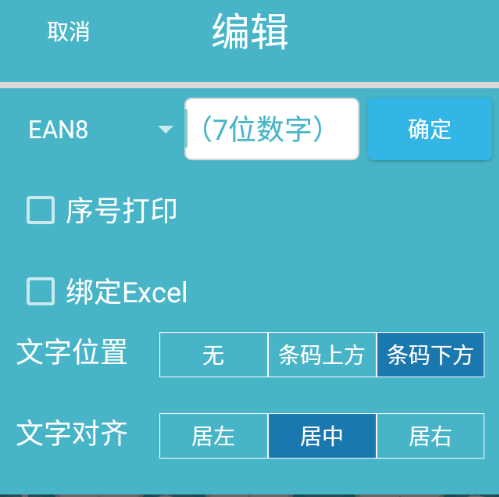 取消 编辑
EAN8 （7位数字） 确定
序号打印
绑定Excel
文字位置 无 条码上方 条码下方
文字对齐 居左 居中 居右